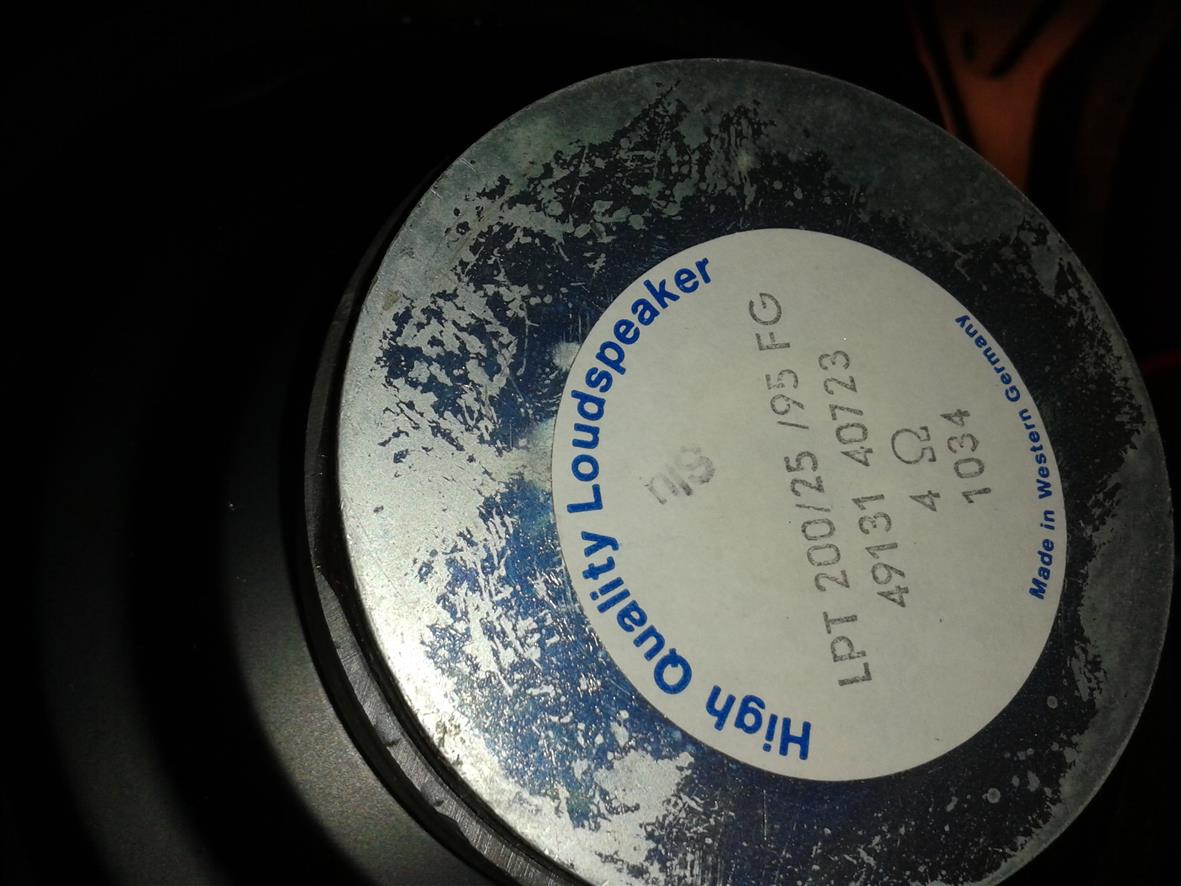 High Quality Loudspeaker
LPT 200/25 /95 FG
49131 40723
4 Ω
1034
Made in Western Germany